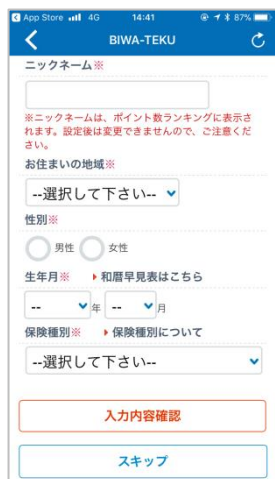 App Store 4G 14:41 87%
BIWA-TEKU
ニックネーム※
※ニックネームは、ポイント数ランキングに表示さ
れます。設定後は変更できませんので、ご注意くだ
さい。
お住まいの地域※
--選択して下さい--
性別※
男性 女性
生年月※ 和暦早見表はこちら
-- 年 -- 月
保険種別※ 保険種別について
--選択して下さい--
入力内容確認
スキップ